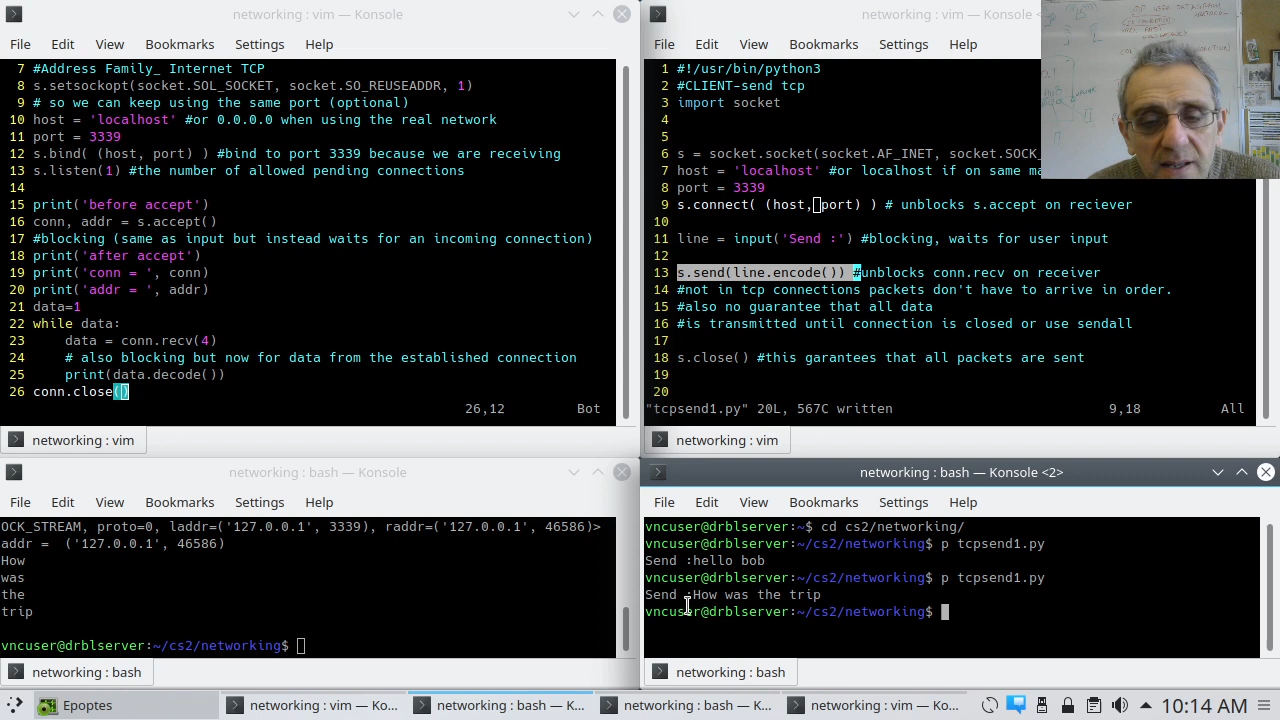 networking : vim — Konsole
File Edit View Bookmarks Settings Help
7 #Address Family_ Internet TCP
8 s.setsockopt(socket.SOL_SOCKET, socket.SO_REUSEADDR, 1)
9 # so we can keep using the same port (optional)
10 host = 'localhost' #or 0.0.0.0 when using the real network
11 port = 3339
12 s.bind( (host, port) ) #bind to port 3339 because we are receiving
13 s.listen(1) #the number of allowed pending connections
14
15 print('before accept')
16 conn, addr = s.accept()
17 #blocking (same as input but instead waits for an incoming connection)
18 print('after accept')
19 print('conn = ', conn)
20 print('addr = ', addr)
21 data=1
22 while data:
23     data = conn.recv(4)
24     # also blocking but now for data from the established connection
25     print(data.decode())
26 conn.close()
26,12 Bot
networking : vim
networking : vim — Konsole
File Edit View Bookmarks Settings Help
1 #!/usr/bin/python3
2 #CLIENT-send tcp
3 import socket
4
5
6 s = socket.socket(socket.AF_INET, socket.SOCK_
7 host = 'localhost' #or localhost if on same ma
8 port = 3339
9 s.connect( (host, port) ) # unblocks s.accept on reciever
10
11 line = input('Send :') #blocking, waits for user input
12
13 s.send(line.encode()) #unblocks conn.recv on receiver
14 #not in tcp connections packets don't have to arrive in order.
15 #also no guarantee that all data
16 #is transmitted until connection is closed or use sendall
17
18 s.close() #this garantees that all packets are sent
19
20
"tcpsend1.py" 20L, 567C written 9,18 All
networking : vim
networking : bash — Konsole
File Edit View Bookmarks Settings Help
OCK_STREAM, proto=0, laddr=('127.0.0.1', 3339), raddr=('127.0.0.1', 46586)>
addr =  ('127.0.0.1', 46586)
How
was
the
trip
vncuser@drblserver:~/cs2/networking$
networking : bash
networking : bash — Konsole <2>
File Edit View Bookmarks Settings Help
vncuser@drblserver:~$ cd cs2/networking/
vncuser@drblserver:~/cs2/networking$ p tcpsend1.py
Send :hello bob
vncuser@drblserver:~/cs2/networking$ p tcpsend1.py
Send :How was the trip
vncuser@drblserver:~/cs2/networking$
networking : bash
Epoptes networking : vim — Ko... networking : bash — K... networking : bash — K... networking : vim — Ko... 10:14 AM